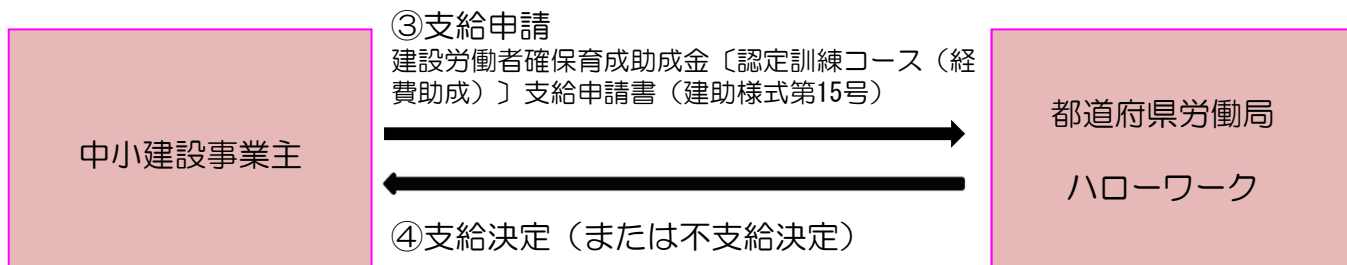 ③支給申請
建設労働者確保育成助成金〔認定訓練コース（経
費助成）〕支給申請書（建助様式第15号）
中小建設事業主
都道府県労働局
ハローワーク
④支給決定（または不支給決定）